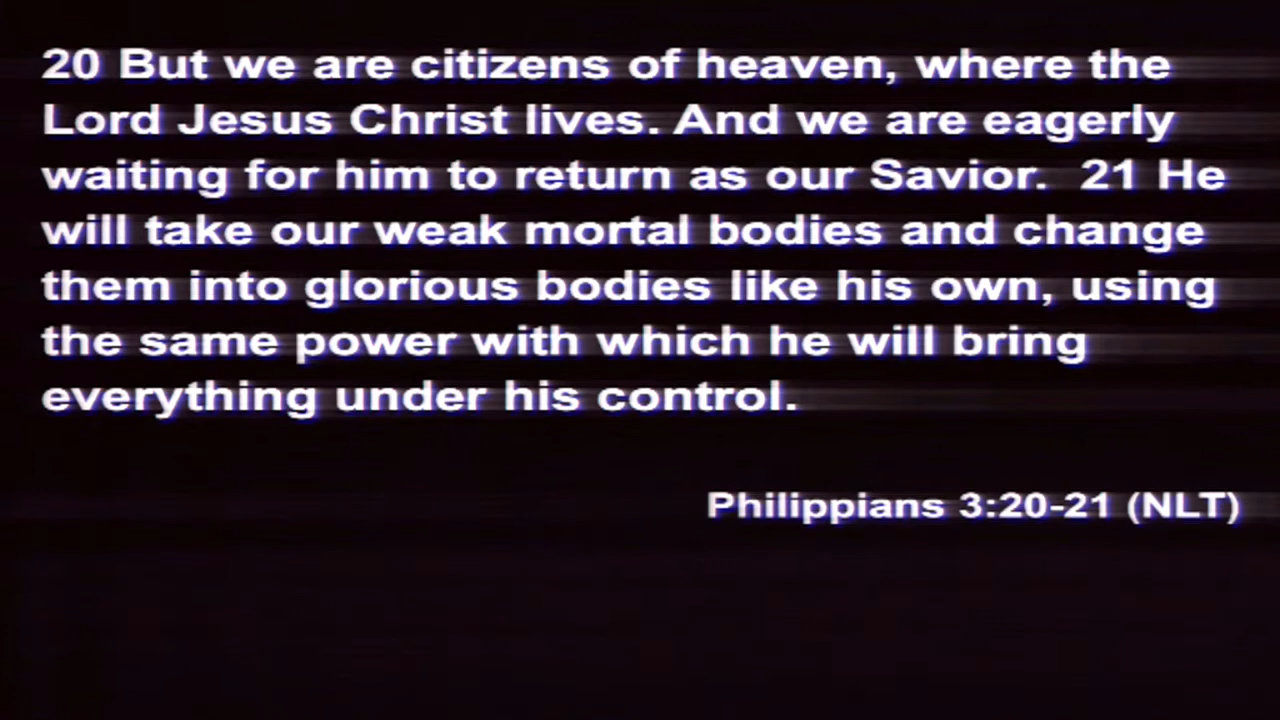 20 But we are citizens of heaven, where the
Lord Jesus Christ lives. And we are eagerly
waiting for him to return as our Savior.  21 He
will take our weak mortal bodies and change
them into glorious bodies like his own, using
the same power with which he will bring
everything under his control.
Philippians 3:20-21 (NLT)